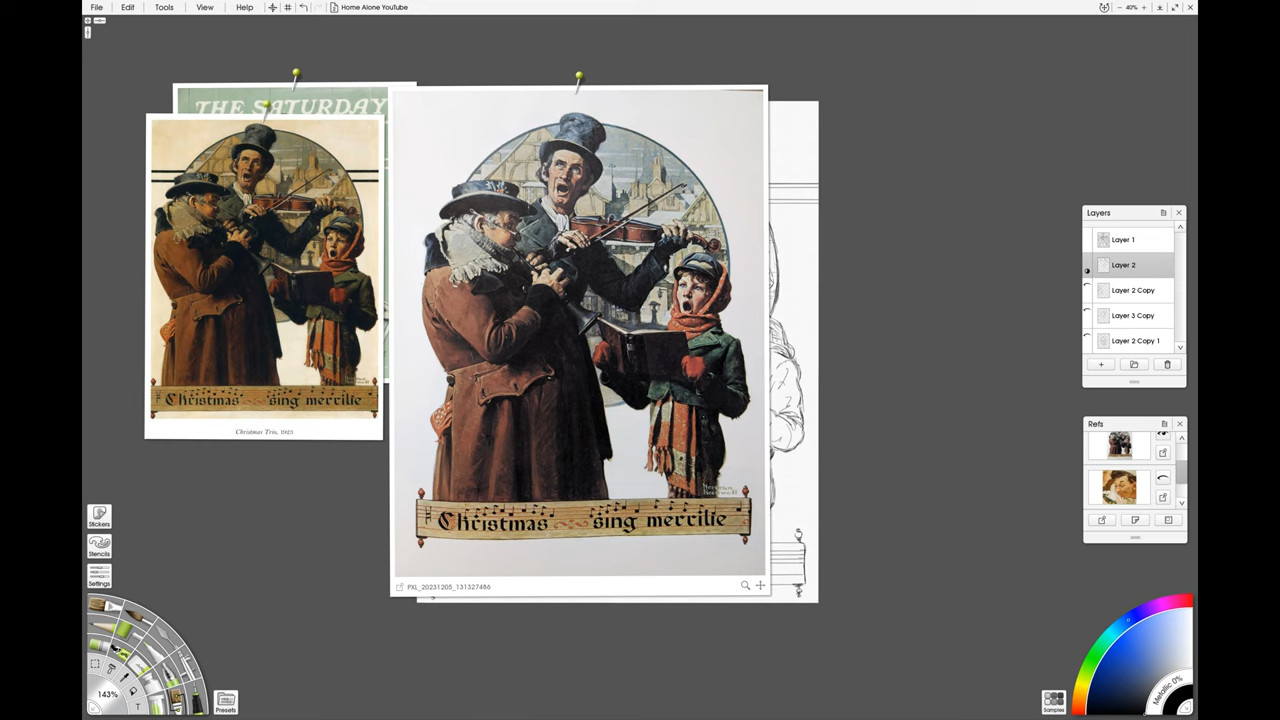 File Edit Tools View Help Home Alone YouTube 40%
THE SATURDAY
Christmas sing merrilie
Christmas Trio, 1923
Norman
Rockwell
Christmas sing merrilie
PXL_20231205_131327486
Layers
Layer 1
Layer 2
Layer 2 Copy
Layer 3 Copy
Layer 2 Copy 1
Refs
Stickers
Stencils
Settings
143%
T
Presets
Samples
Metallic 0%